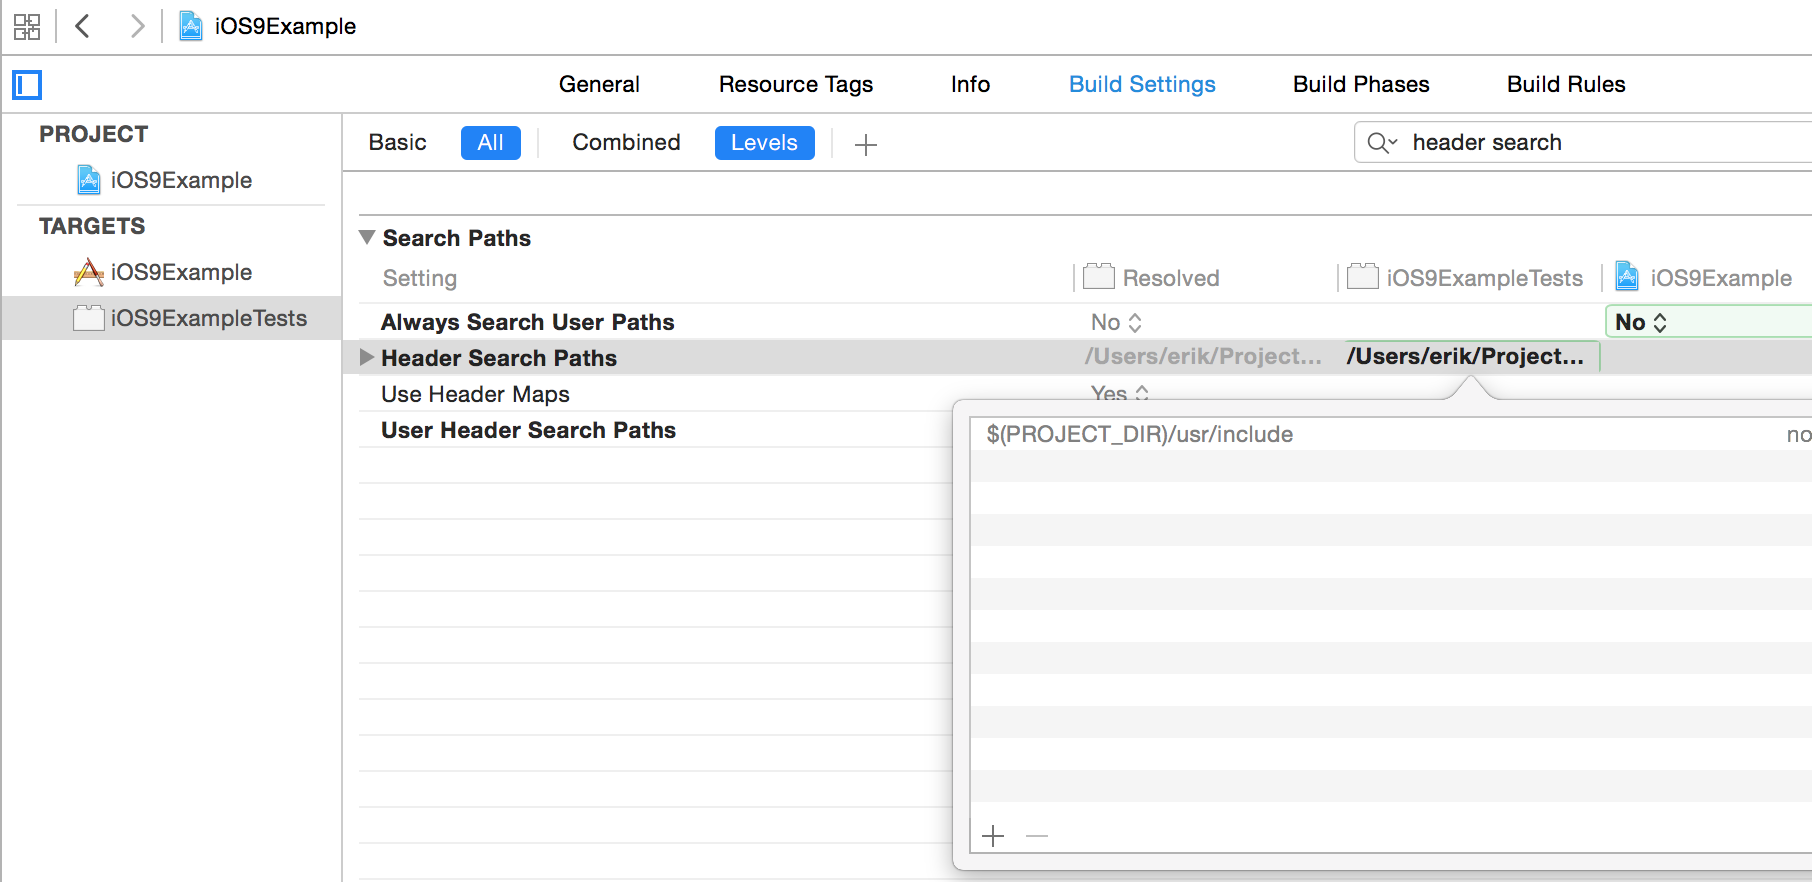 iOS9Example
General Resource Tags Info Build Settings Build Phases Build Rules
PROJECT
iOS9Example
TARGETS
iOS9Example
iOS9ExampleTests
Basic All Combined Levels header search
Search Paths
Setting Resolved iOS9ExampleTests iOS9Example
Always Search User Paths No No
Header Search Paths /Users/erik/Project... /Users/erik/Project...
Use Header Maps Yes
User Header Search Paths
$(PROJECT_DIR)/usr/include no